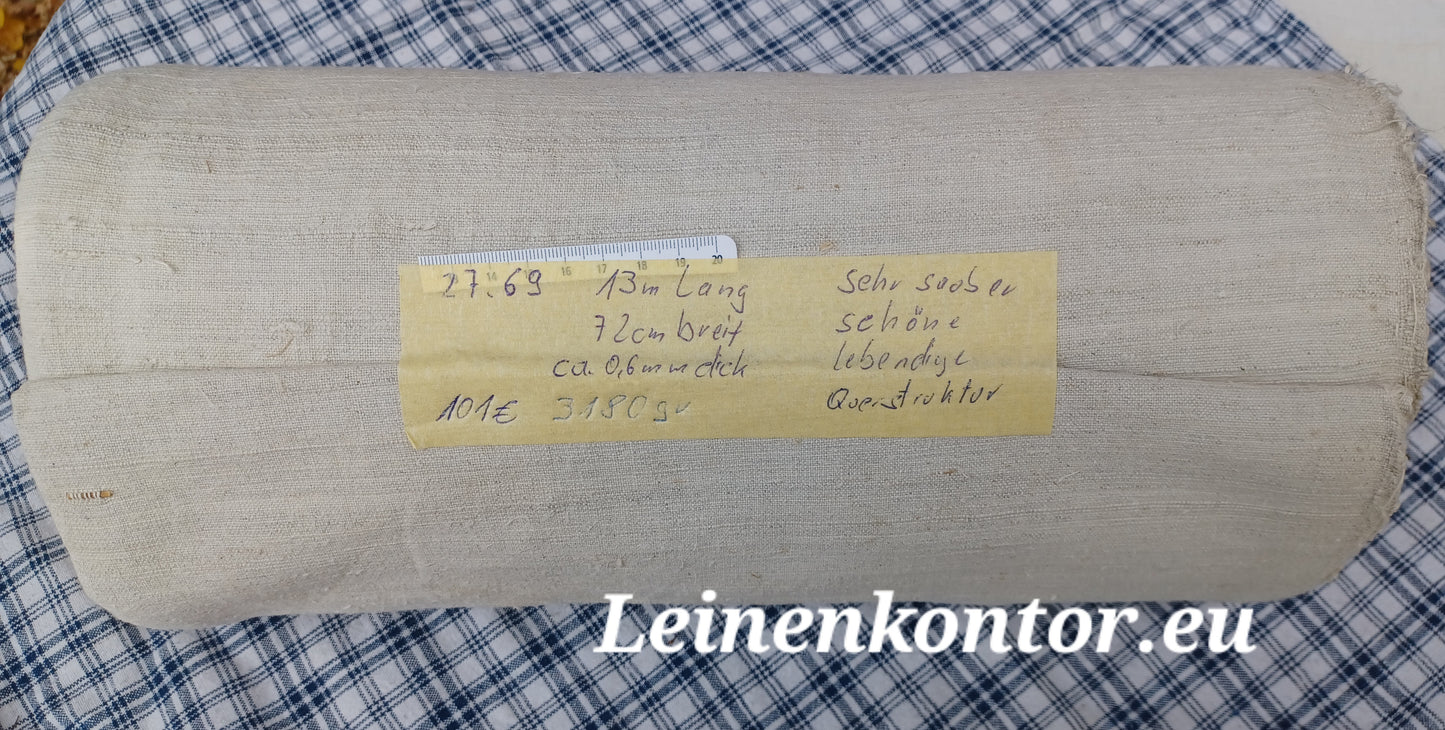 14 16 17 18 19 20
27.69 13m Lang sehr sauber
72cm breit schöne
ca. 0,6mm dick lebendige
101€ 3180gr Querstruktur
Leinenkontor.eu